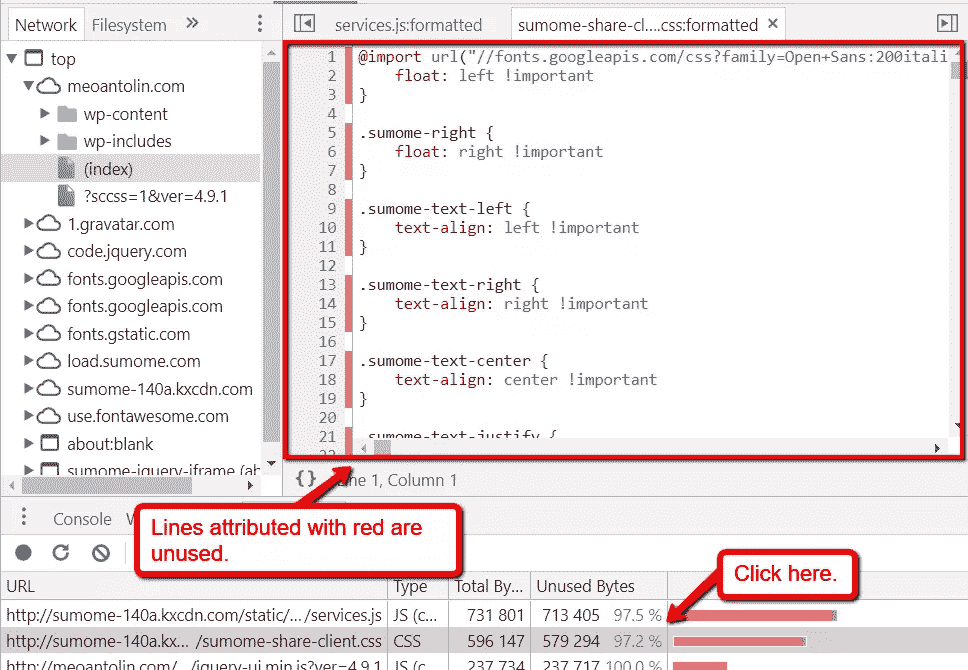 Network Filesystem »
services.js:formatted
sumome-share-cl....css:formatted ×
top
meoantolin.com
wp-content
wp-includes
(index)
?sccss=1&ver=4.9.1
1.gravatar.com
code.jquery.com
fonts.googleapis.com
fonts.googleapis.com
fonts.gstatic.com
load.sumome.com
sumome-140a.kxcdn.com
use.fontawesome.com
about:blank
sumome-jquery-iframe (ab
1 @import url("//fonts.googleapis.com/css?family=Open+Sans:200itali
2 float: left !important
3 }
4
5 .sumome-right {
6 float: right !important
7 }
8
9 .sumome-text-left {
10 text-align: left !important
11 }
12
13 .sumome-text-right {
14 text-align: right !important
15 }
16
17 .sumome-text-center {
18 text-align: center !important
19 }
20
21 .sumome-text-justify {
22
{} Line 1, Column 1
Console
Lines attributed with red are
unused.
Click here.
URL Type Total By... Unused Bytes
http://sumome-140a.kxcdn.com/static/... /services.js JS (c... 731 801 713 405 97.5 %
http://sumome-140a.kx... /sumome-share-client.css CSS 596 147 579 294 97.2 %
http://meoantolin.com/... /jquery-ui.min.js?ver=4.9.1 JS (c... 237 734 237 717 100.0 %